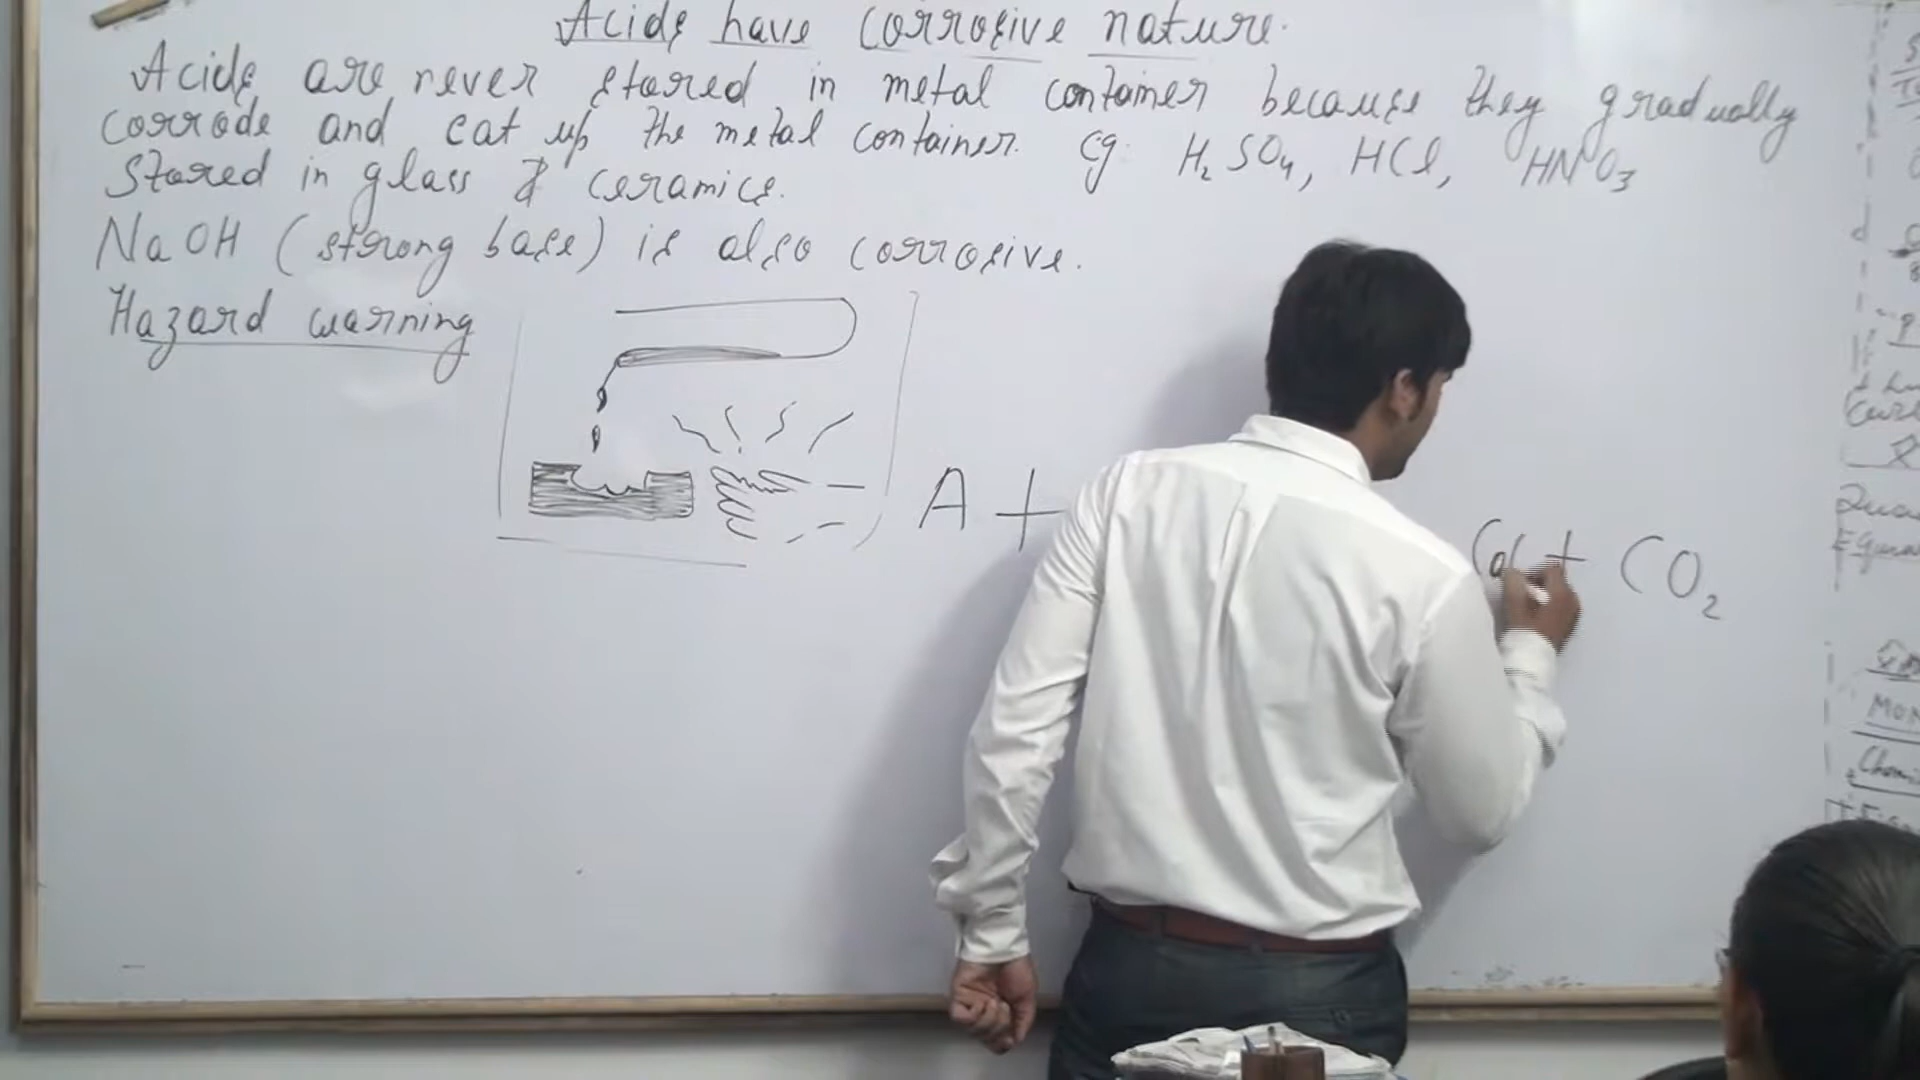 Acids have corrosive nature.
Acids are never stored in metal container because they gradually
corrode and eat up the metal container. eg: H₂SO₄, HCl, HNO₃
Stored in glass & ceramics.
NaOH (strong base) is also corrosive.
Hazard warning
A +
+ CO₂